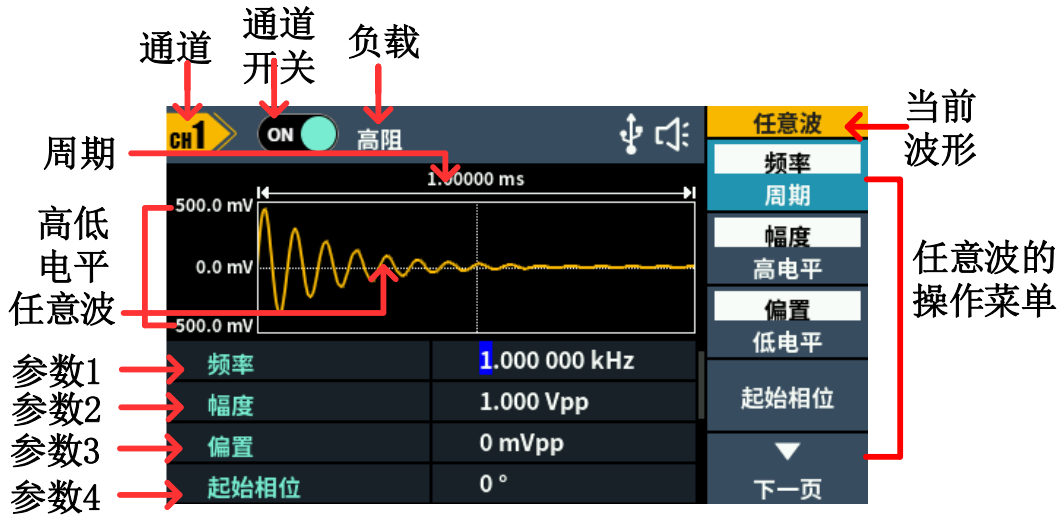 通道
通道
开关
负载
CH1
ON
高阻
任意波
当前
波形
周期
1.00000 ms
频率
周期
高低
电平
500.0 mV
0.0 mV
500.0 mV
幅度
高电平
任意波的
操作菜单
任意波
偏置
低电平
参数1
频率
1.000 000 kHz
参数2
幅度
1.000 Vpp
起始相位
参数3
偏置
0 mVpp
参数4
起始相位
0 °
下一页